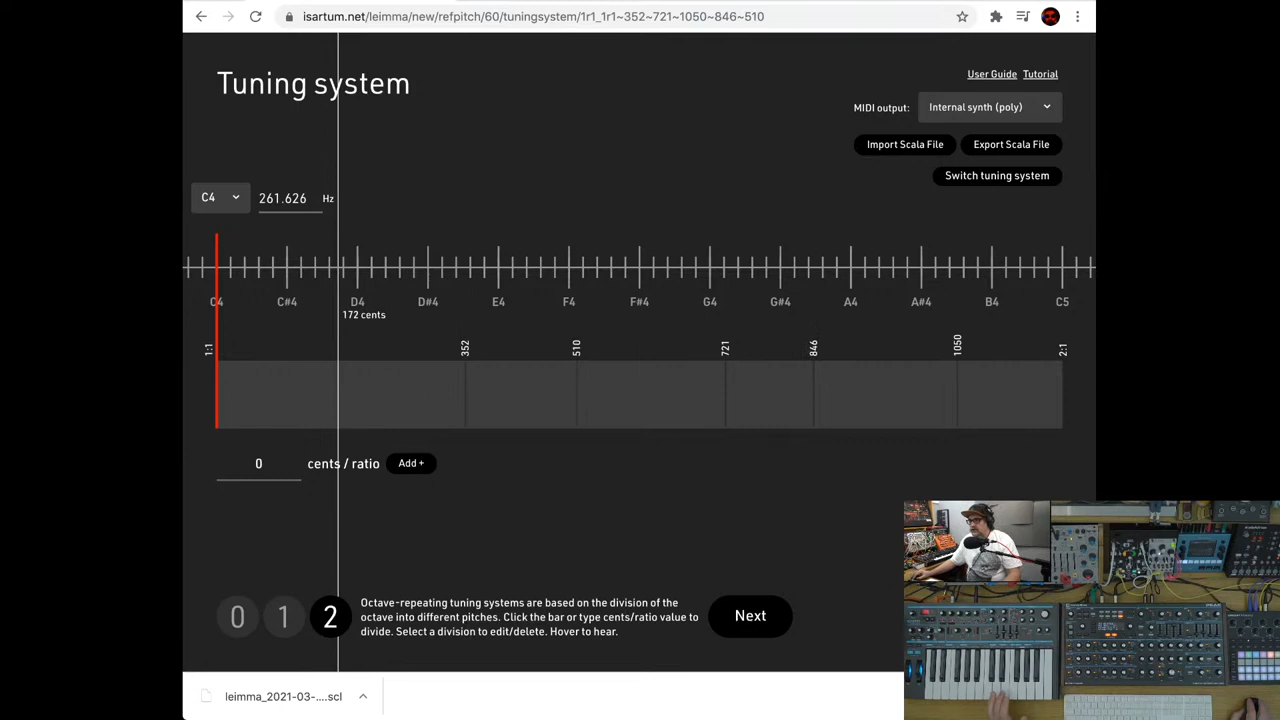 isartum.net/leimma/new/refpitch/60/tuningsystem/1r1_1r1~352~721~1050~846~510
Tuning system
User Guide Tutorial
MIDI output: Internal synth (poly)
Import Scala File Export Scala File
Switch tuning system
C4 261.626 Hz
C4 C#4 D4 D#4 E4 F4 F#4 G4 G#4 A4 A#4 B4 C5
172 cents
1:1 352 510 721 846 1050 2:1
0 cents / ratio Add +
0 1 2
Octave-repeating tuning systems are based on the division of the
octave into different pitches. Click the bar or type cents/ratio value to
divide. Select a division to edit/delete. Hover to hear.
Next
leimma_2021-03-....scl